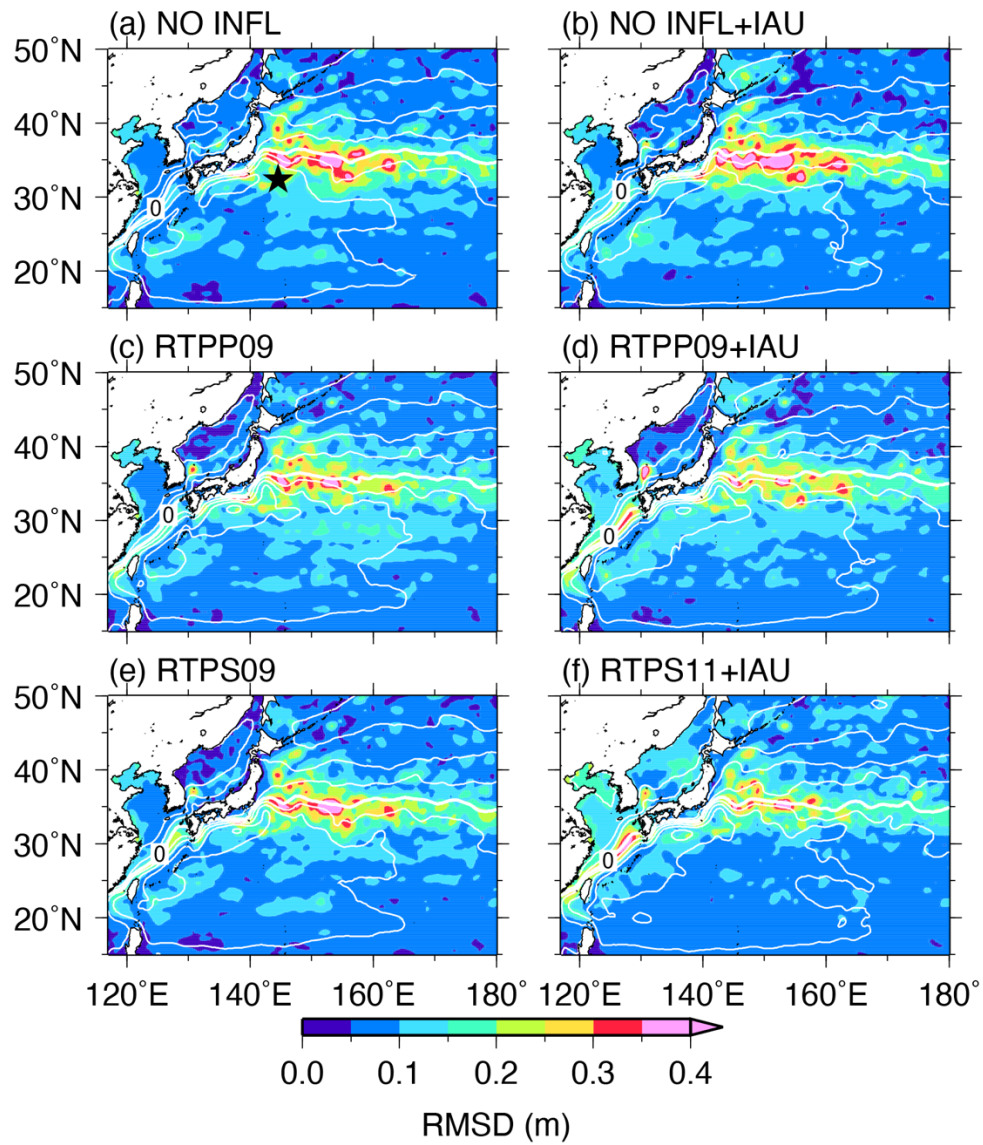 (a) NO INFL
(b) NO INFL+IAU
50˚N
40˚N
30˚N
20˚N
0
0
(c) RTPP09
(d) RTPP09+IAU
50˚N
40˚N
30˚N
20˚N
0
0
(e) RTPS09
(f) RTPS11+IAU
50˚N
40˚N
30˚N
20˚N
0
0
120˚E 140˚E 160˚E 180˚
120˚E 140˚E 160˚E 180˚
0.0 0.1 0.2 0.3 0.4
RMSD (m)